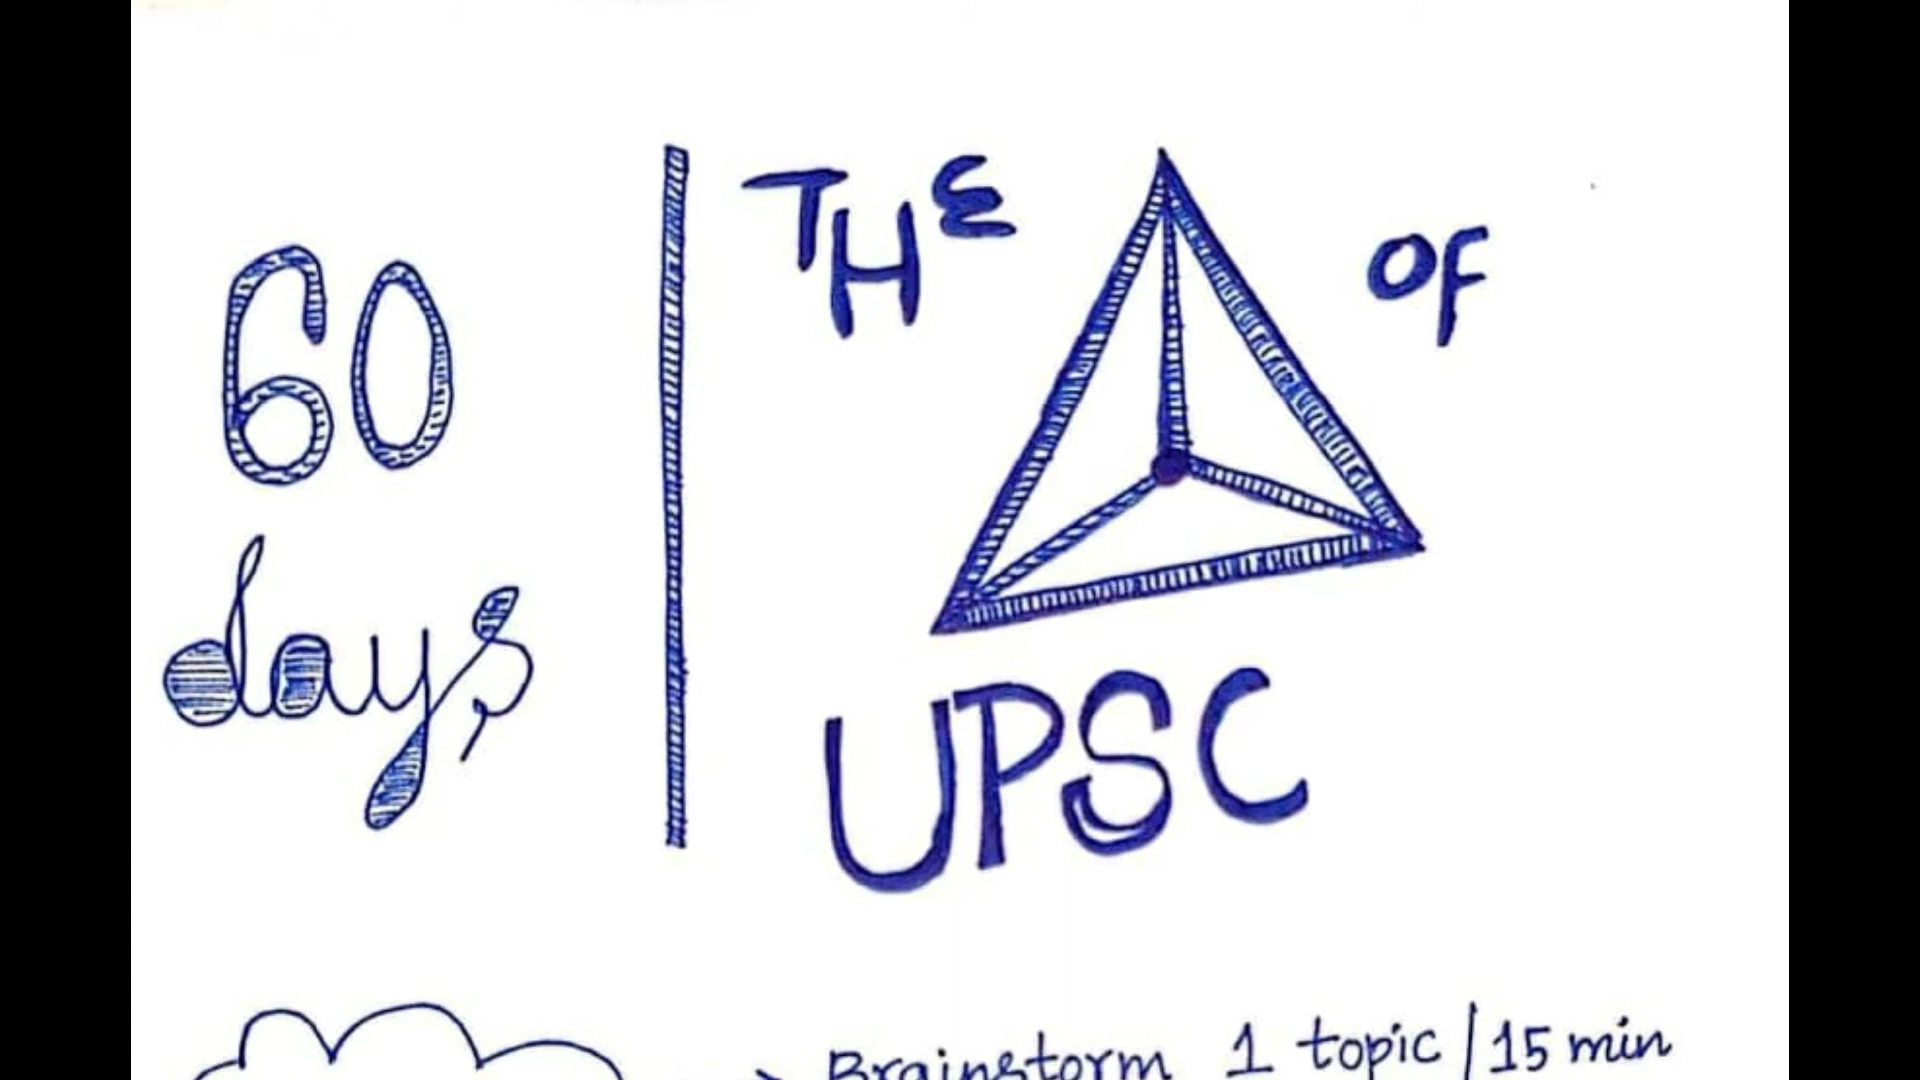 60
days
THE OF
UPSC
→ Brainstorm 1 topic / 15 min